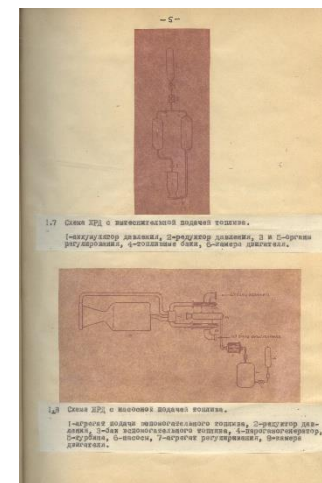 -5-
1.7 Схема ЖРД с вытеснительной подачей топлива.
1-аккумулятор давления, 2-редуктор давления, 3 и 5-органы
регулирования, 4-топливные баки, 6-камера двигателя.
1.8 Схема ЖРД с насосной подачей топлива.
1-агрегат подачи вспомогательного топлива, 2-редуктор дав-
ления, 3-бак вспомогательного топлива, 4-парогазогенератор,
5-турбина, 6-насосы, 7-агрегат регулирования, 8-камера
двигателя.